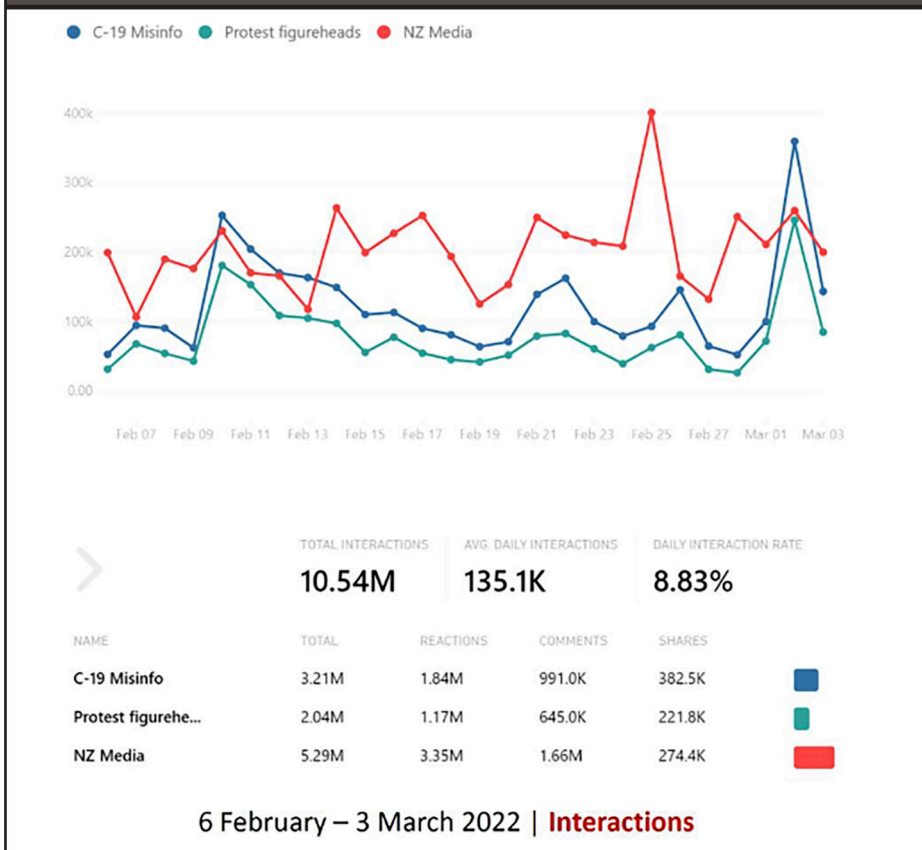 C-19 Misinfo Protest figureheads NZ Media
400k
300k
200k
100k
0.00
Feb 07 Feb 09 Feb 11 Feb 13 Feb 15 Feb 17 Feb 19 Feb 21 Feb 23 Feb 25 Feb 27 Mar 01 Mar 03
TOTAL INTERACTIONS AVG. DAILY INTERACTIONS DAILY INTERACTION RATE
10.54M 135.1K 8.83%
NAME TOTAL REACTIONS COMMENTS SHARES
C-19 Misinfo 3.21M 1.84M 991.0K 382.5K
Protest figurehe... 2.04M 1.17M 645.0K 221.8K
NZ Media 5.29M 3.35M 1.66M 274.4K
6 February – 3 March 2022 | Interactions